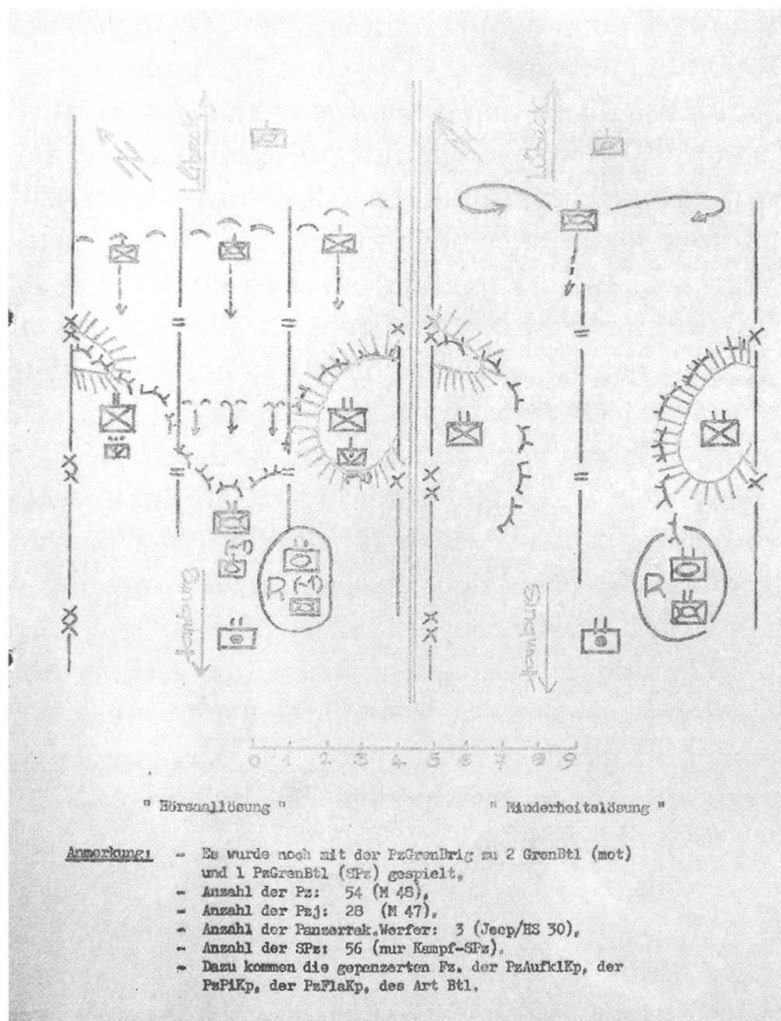 Lübeck
Lübeck
R
R
Hamburg
Hamburg
0 1 2 3 4 5 6 7 8 9
" Hörsaallösung "
" Minderheitslösung "
Anmerkung: - Es wurde noch mit der PzGrenBrig zu 2 GrenBtl (mot)
und 1 PzGrenBtl (SPz) gespielt.
- Anzahl der Pz: 54 (M 48),
- Anzahl der Pzj: 28 (M 47),
- Anzahl der Panzerrak.Werfer: 3 (Jeep/HS 30),
- Anzahl der SPz: 56 (nur Kampf-SPz).
- Dazu kommen die gepanzerten Fz. der PzAufklKp, der
PzPiKp, der PzFlaKp, des Art Btl.